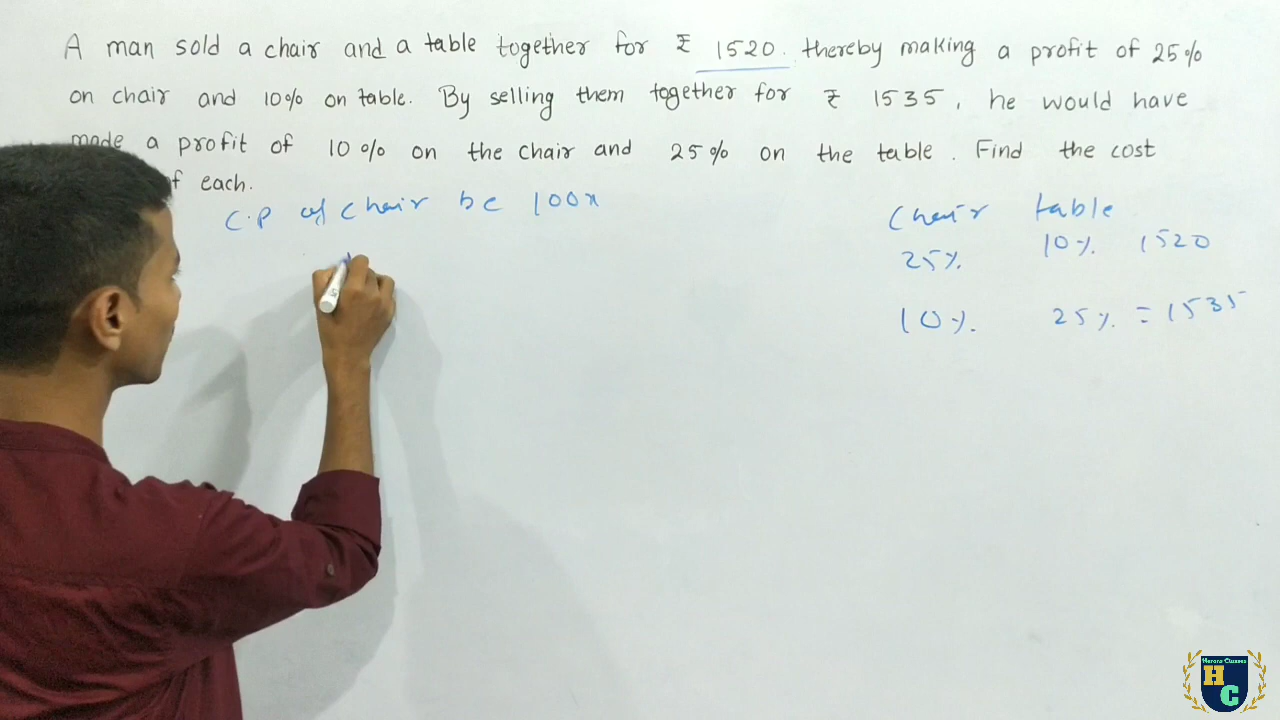 A man sold a chair and a table together for ₹ 1520. thereby making a profit of 25%
on chair and 10% on table. By selling them together for ₹ 1535, he would have
made a profit of 10% on the chair and 25% on the table. Find the cost
of each.
C.P of chair be 100x
chair table
25% 10% 1520
10% 25% = 1535
Herons Classes
H
C